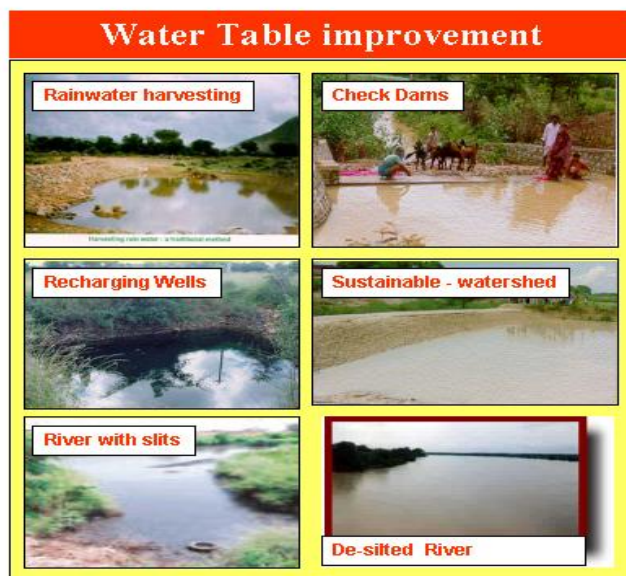 Water Table improvement
Rainwater harvesting
Check Dams
Harvesting rain water - a traditional method
Recharging Wells
Sustainable - watershed
River with slits
De-silted River